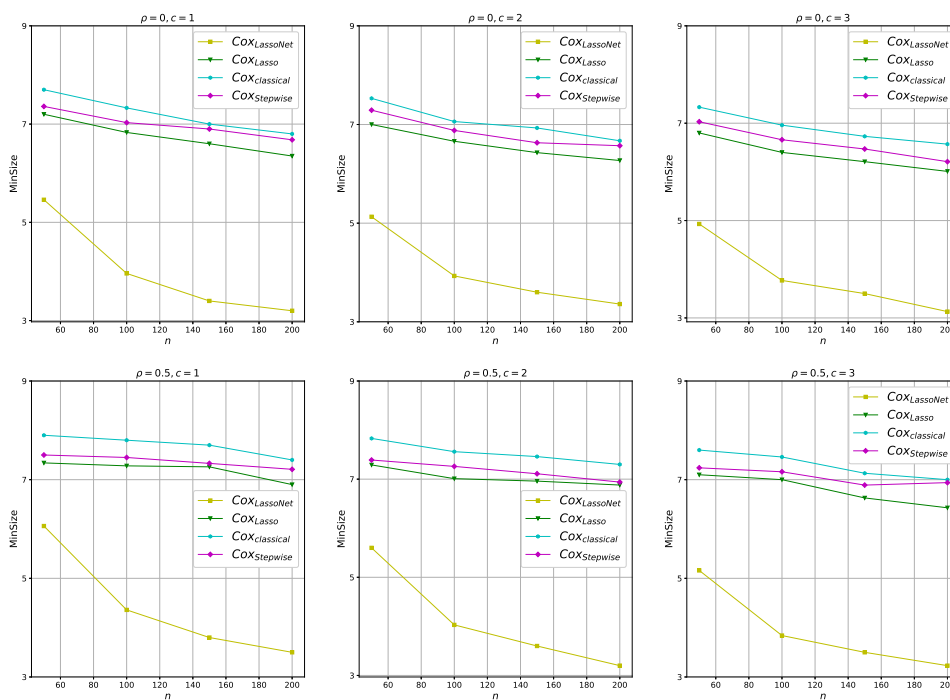 ρ = 0, c = 1
9
7
5
3
MinSize
Cox_LassoNet
Cox_Lasso
Cox_classical
Cox_Stepwise
60 80 100 120 140 160 180 200
n
ρ = 0, c = 2
9
7
5
3
MinSize
Cox_LassoNet
Cox_Lasso
Cox_classical
Cox_Stepwise
60 80 100 120 140 160 180 200
n
ρ = 0, c = 3
9
7
5
3
MinSize
Cox_LassoNet
Cox_Lasso
Cox_classical
Cox_Stepwise
60 80 100 120 140 160 180 200
n
ρ = 0.5, c = 1
9
7
5
3
MinSize
Cox_LassoNet
Cox_Lasso
Cox_classical
Cox_Stepwise
60 80 100 120 140 160 180 200
n
ρ = 0.5, c = 2
9
7
5
3
MinSize
Cox_LassoNet
Cox_Lasso
Cox_classical
Cox_Stepwise
60 80 100 120 140 160 180 200
n
ρ = 0.5, c = 3
9
7
5
3
MinSize
Cox_LassoNet
Cox_Lasso
Cox_classical
Cox_Stepwise
60 80 100 120 140 160 180 200
n